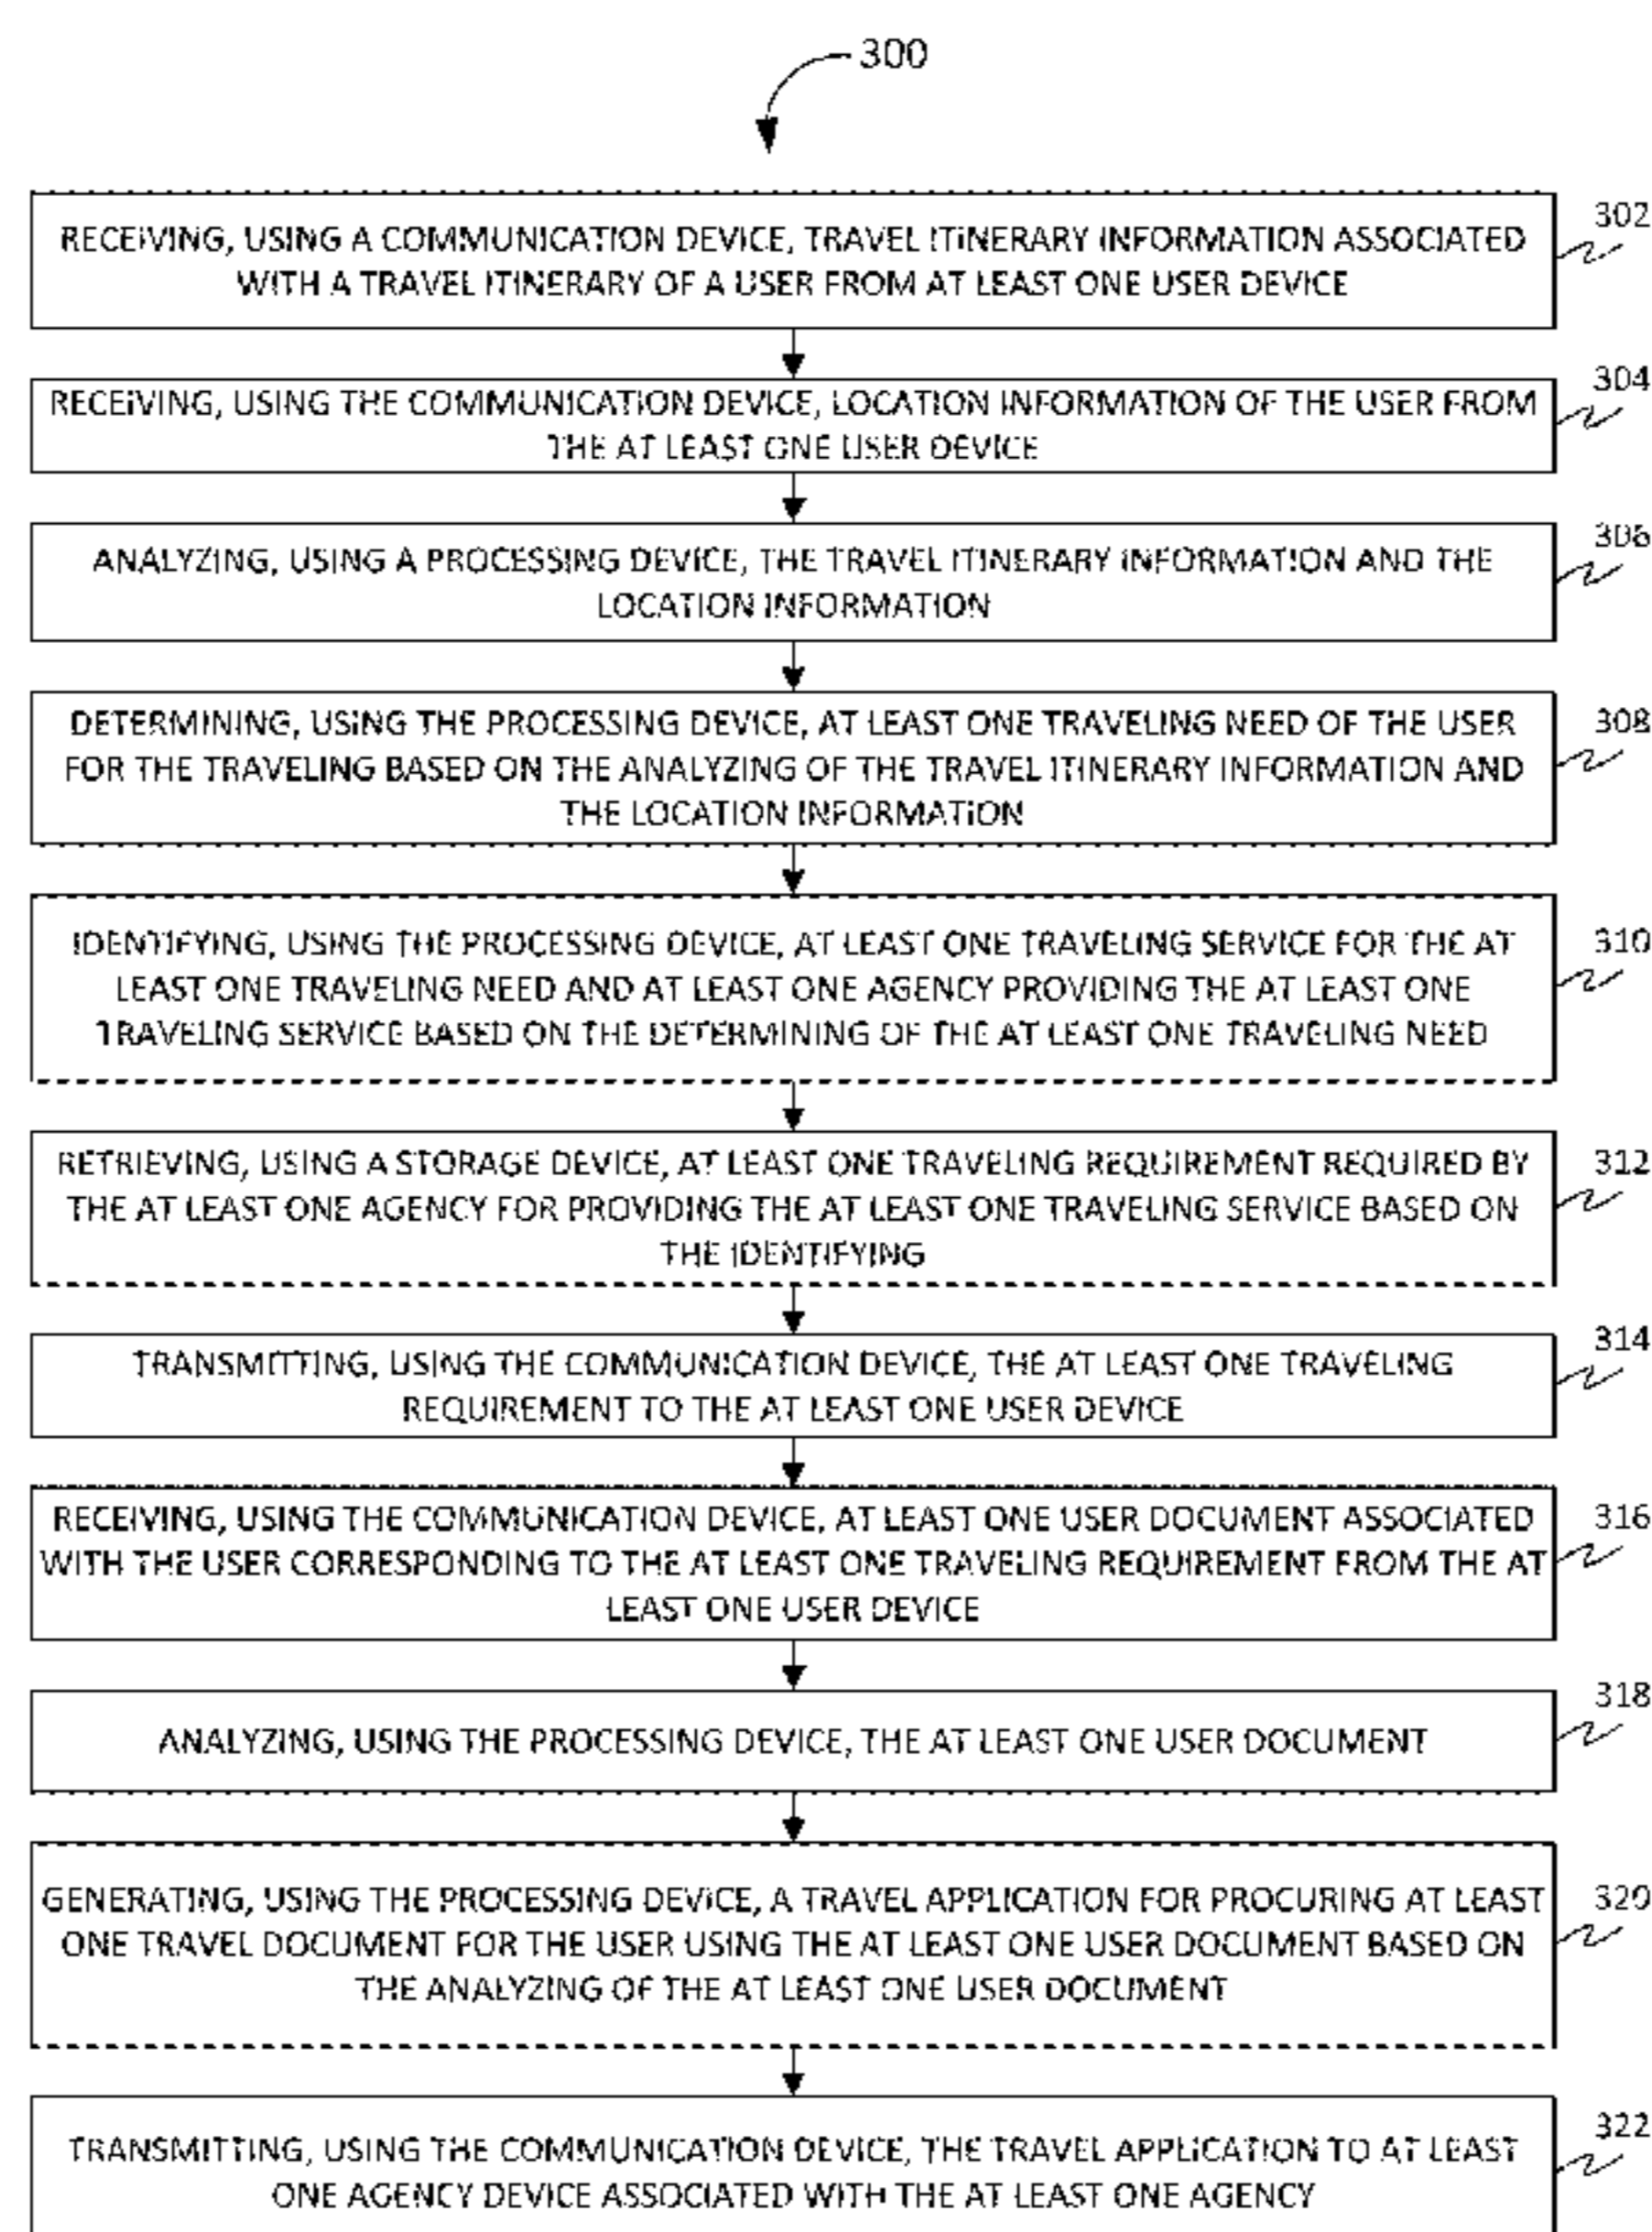 300
302
RECEIVING, USING A COMMUNICATION DEVICE, TRAVEL ITINERARY INFORMATION ASSOCIATED
WITH A TRAVEL ITINERARY OF A USER FROM AT LEAST ONE USER DEVICE
304
RECEIVING, USING THE COMMUNICATION DEVICE, LOCATION INFORMATION OF THE USER FROM
THE AT LEAST ONE USER DEVICE
306
ANALYZING, USING A PROCESSING DEVICE, THE TRAVEL ITINERARY INFORMATION AND THE
LOCATION INFORMATION
308
DETERMINING, USING THE PROCESSING DEVICE, AT LEAST ONE TRAVELING NEED OF THE USER
FOR THE TRAVELING BASED ON THE ANALYZING OF THE TRAVEL ITINERARY INFORMATION AND
THE LOCATION INFORMATION
310
IDENTIFYING, USING THE PROCESSING DEVICE, AT LEAST ONE TRAVELING SERVICE FOR THE AT
LEAST ONE TRAVELING NEED AND AT LEAST ONE AGENCY PROVIDING THE AT LEAST ONE
TRAVELING SERVICE BASED ON THE DETERMINING OF THE AT LEAST ONE TRAVELING NEED
312
RETRIEVING, USING A STORAGE DEVICE, AT LEAST ONE TRAVELING REQUIREMENT REQUIRED BY
THE AT LEAST ONE AGENCY FOR PROVIDING THE AT LEAST ONE TRAVELING SERVICE BASED ON
THE IDENTIFYING
314
TRANSMITTING, USING THE COMMUNICATION DEVICE, THE AT LEAST ONE TRAVELING
REQUIREMENT TO THE AT LEAST ONE USER DEVICE
316
RECEIVING, USING THE COMMUNICATION DEVICE, AT LEAST ONE USER DOCUMENT ASSOCIATED
WITH THE USER CORRESPONDING TO THE AT LEAST ONE TRAVELING REQUIREMENT FROM THE AT
LEAST ONE USER DEVICE
318
ANALYZING, USING THE PROCESSING DEVICE, THE AT LEAST ONE USER DOCUMENT
320
GENERATING, USING THE PROCESSING DEVICE, A TRAVEL APPLICATION FOR PROCURING AT LEAST
ONE TRAVEL DOCUMENT FOR THE USER USING THE AT LEAST ONE USER DOCUMENT BASED ON
THE ANALYZING OF THE AT LEAST ONE USER DOCUMENT
322
TRANSMITTING, USING THE COMMUNICATION DEVICE, THE TRAVEL APPLICATION TO AT LEAST
ONE AGENCY DEVICE ASSOCIATED WITH THE AT LEAST ONE AGENCY